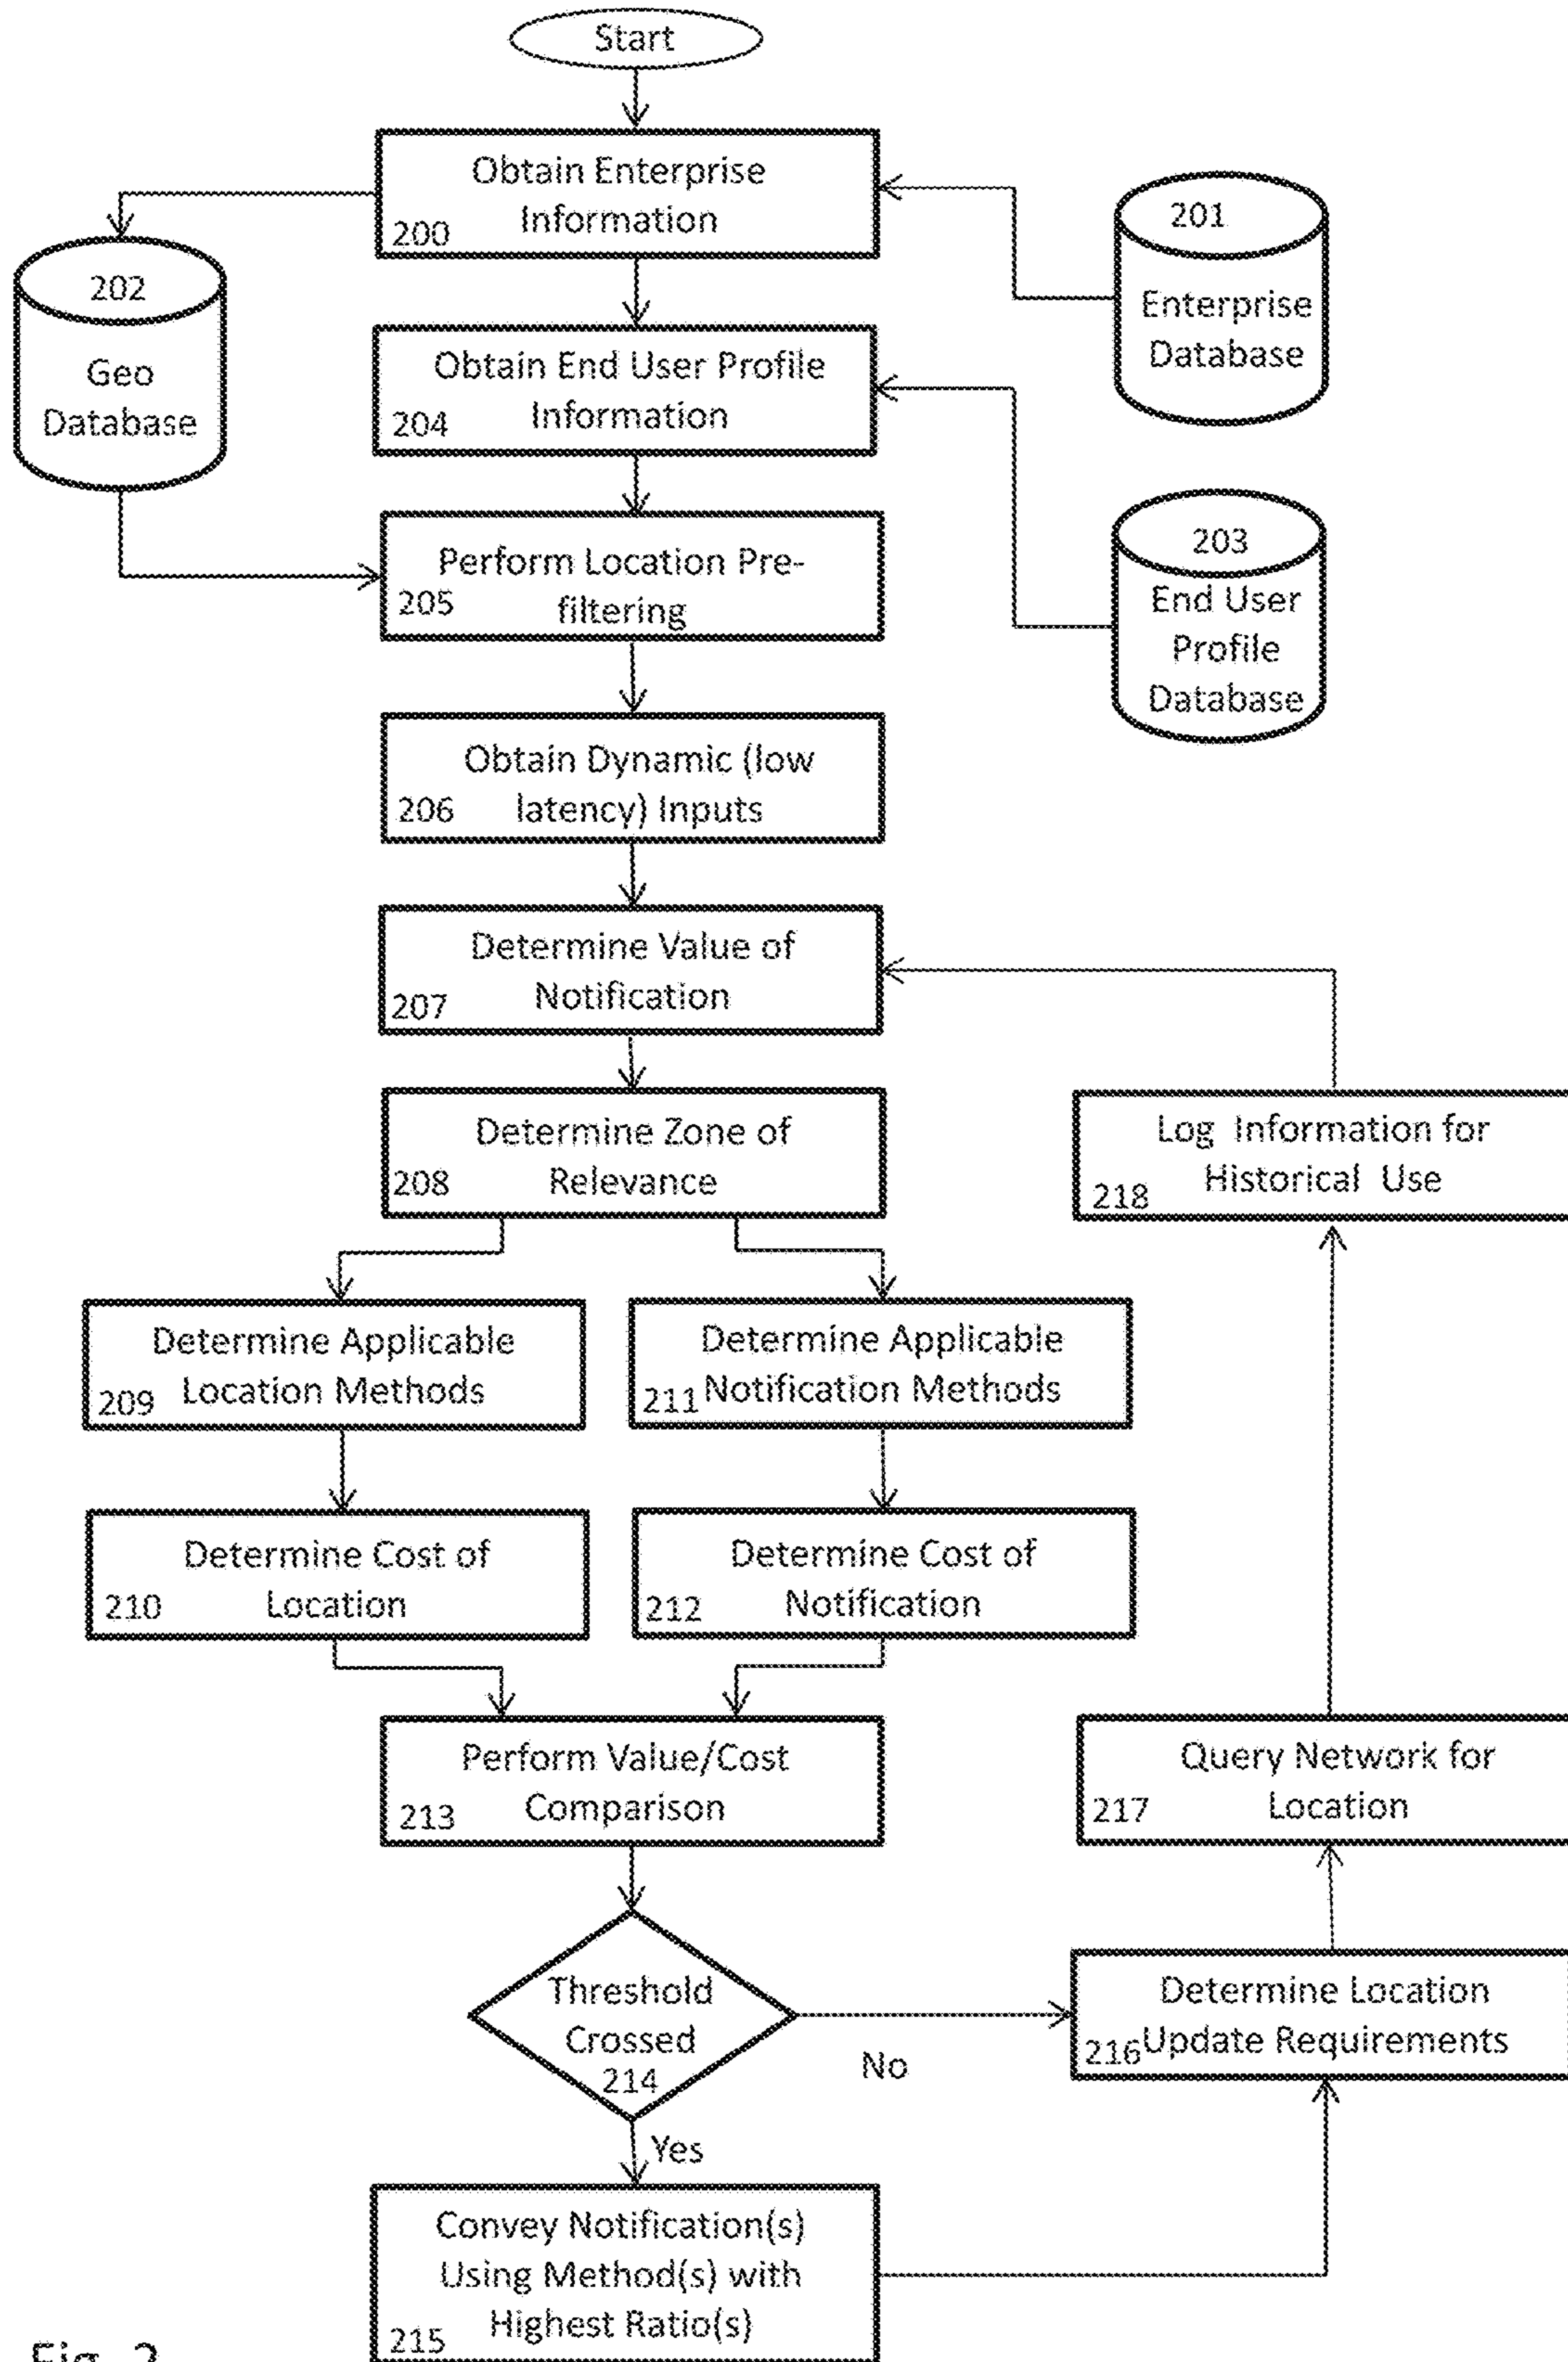 Start
Obtain Enterprise
Information
200
201
Enterprise
Database
202
Geo
Database
Obtain End User Profile
Information
204
203
End User
Profile
Database
Perform Location Pre-
filtering
205
Obtain Dynamic (low
latency) Inputs
206
Determine Value of
Notification
207
Determine Zone of
Relevance
208
Log Information for
Historical Use
218
Determine Applicable
Location Methods
209
Determine Applicable
Notification Methods
211
Determine Cost of
Location
210
Determine Cost of
Notification
212
Perform Value/Cost
Comparison
213
Query Network for
Location
217
Threshold
Crossed
214
No
Determine Location
Update Requirements
216
Yes
Convey Notification(s)
Using Method(s) with
Highest Ratio(s)
215
Fig. 2